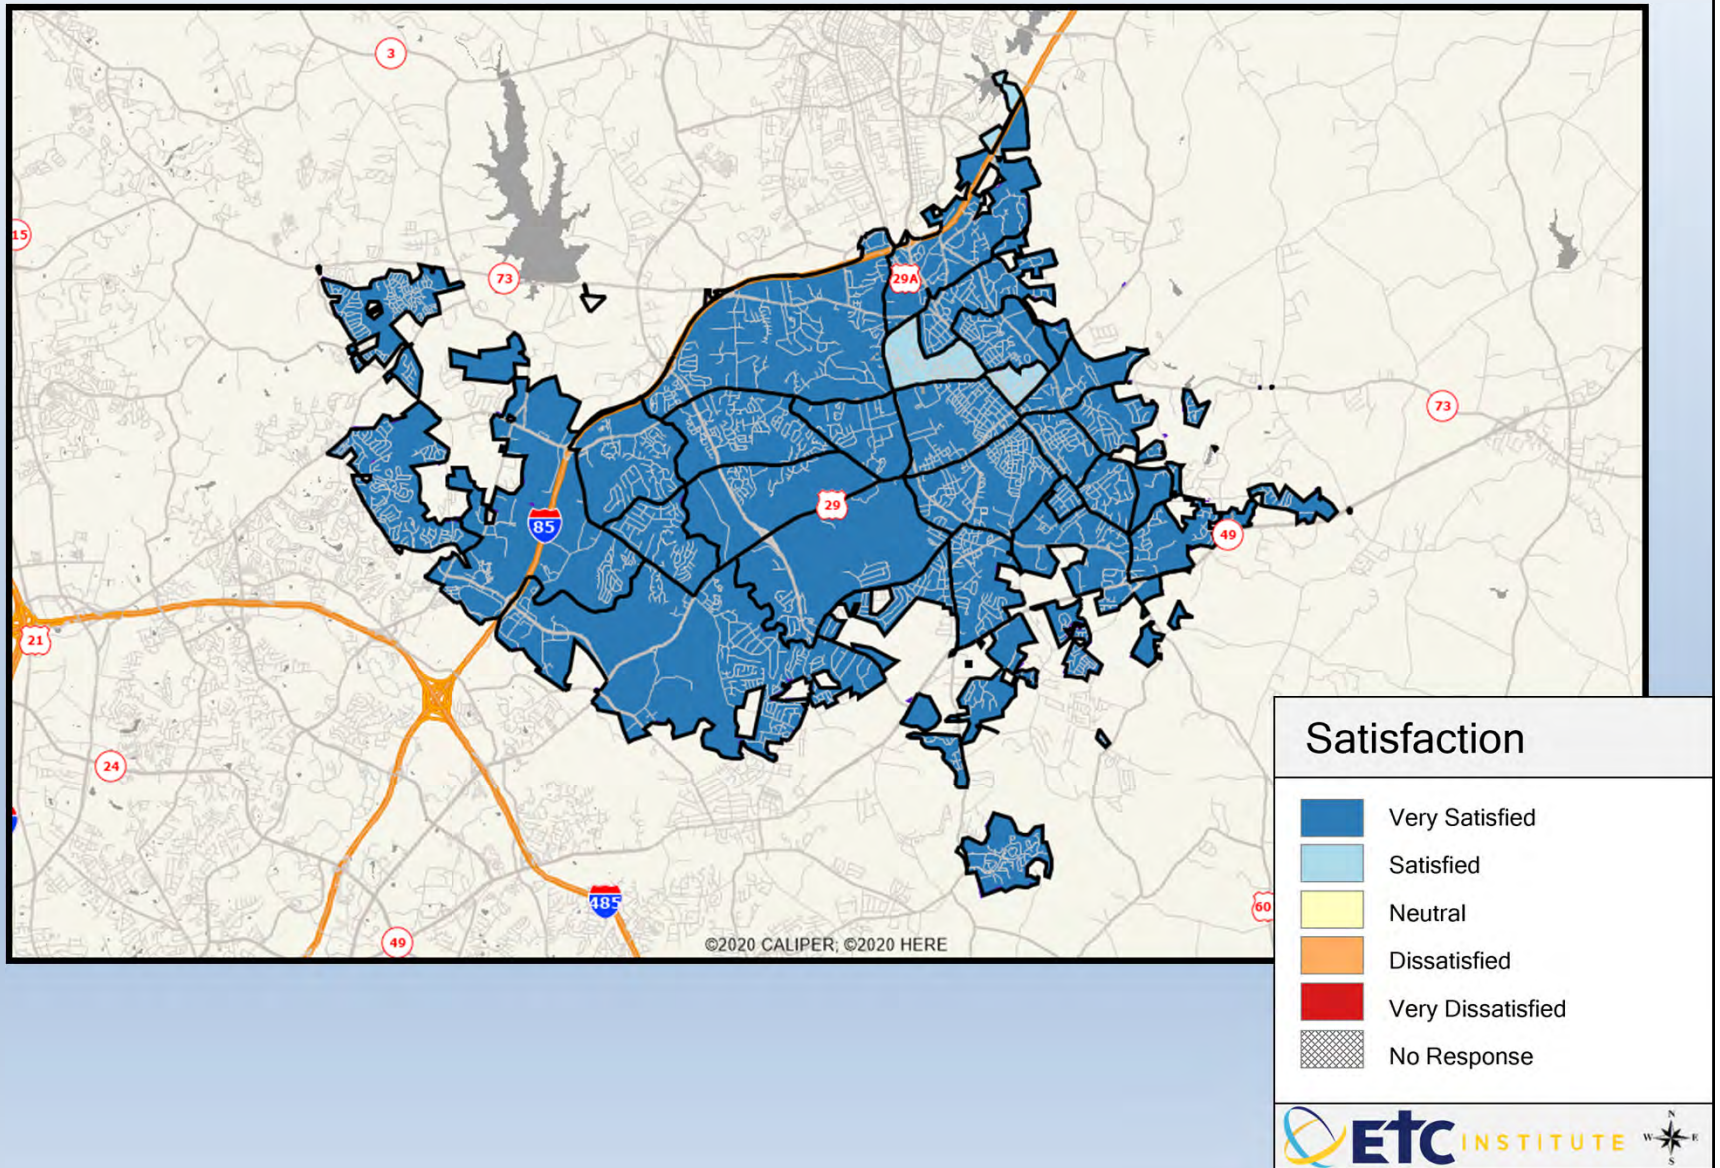 3
15
73
29A
73
29
85
49
21
24
485
60
49
©2020 CALIPER; ©2020 HERE
Satisfaction
Very Satisfied
Satisfied
Neutral
Dissatisfied
Very Dissatisfied
No Response
ETC INSTITUTE
N
W E
S